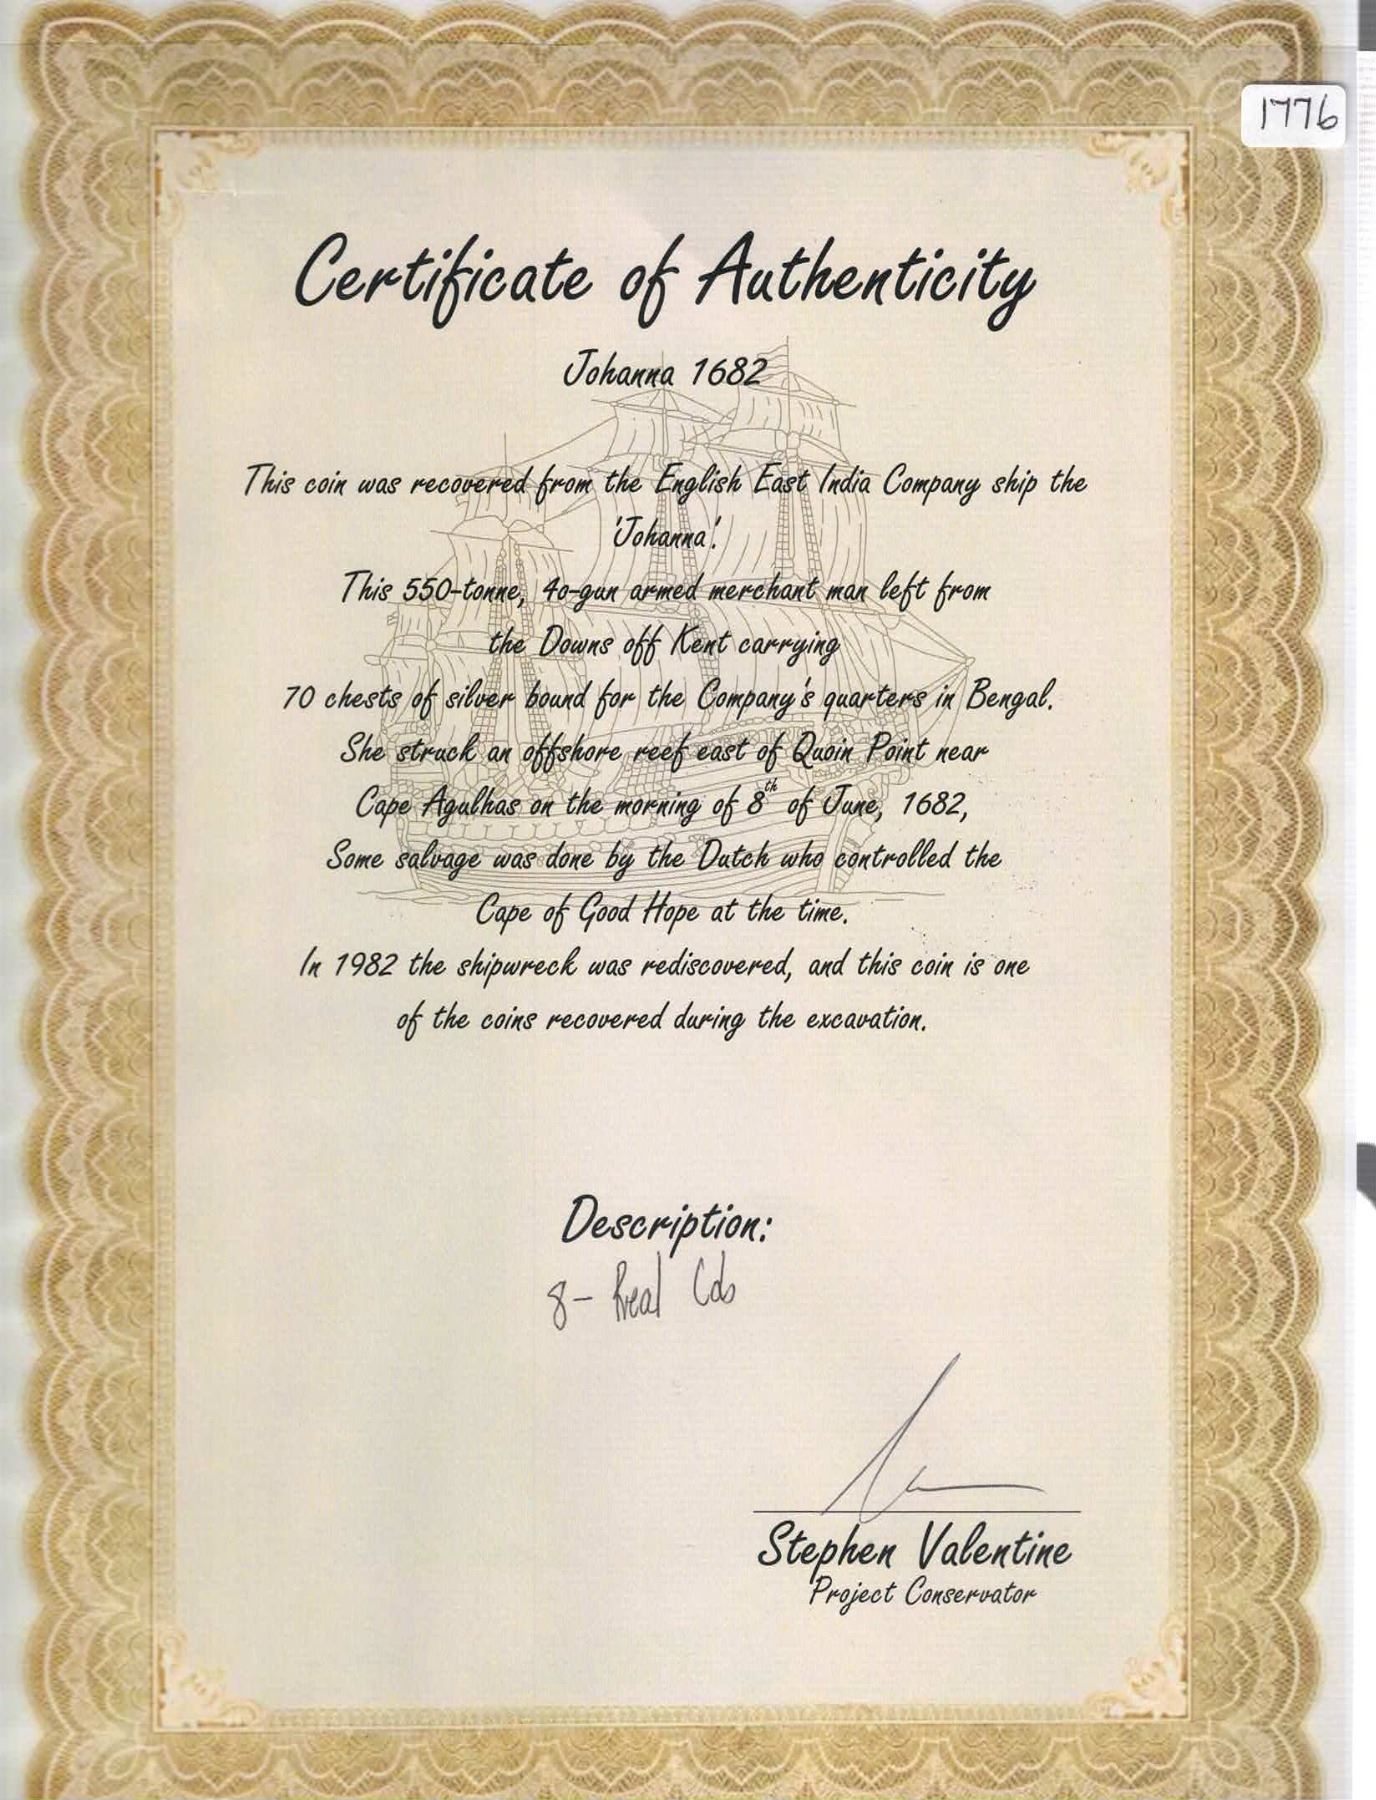 1776
Certificate of Authenticity
Johanna 1682
This coin was recovered from the English East India Company ship the
'Johanna'.
This 550-tonne, 40-gun armed merchant man left from
the Downs off Kent carrying
70 chests of silver bound for the Company's quarters in Bengal.
She struck an offshore reef east of Quoin Point near
Cape Agulhas on the morning of 8th of June, 1682,
Some salvage was done by the Dutch who controlled the
Cape of Good Hope at the time.
In 1982 the shipwreck was rediscovered, and this coin is one
of the coins recovered during the excavation.
Description:
8- Real Cob
Stephen Valentine
Project Conservator